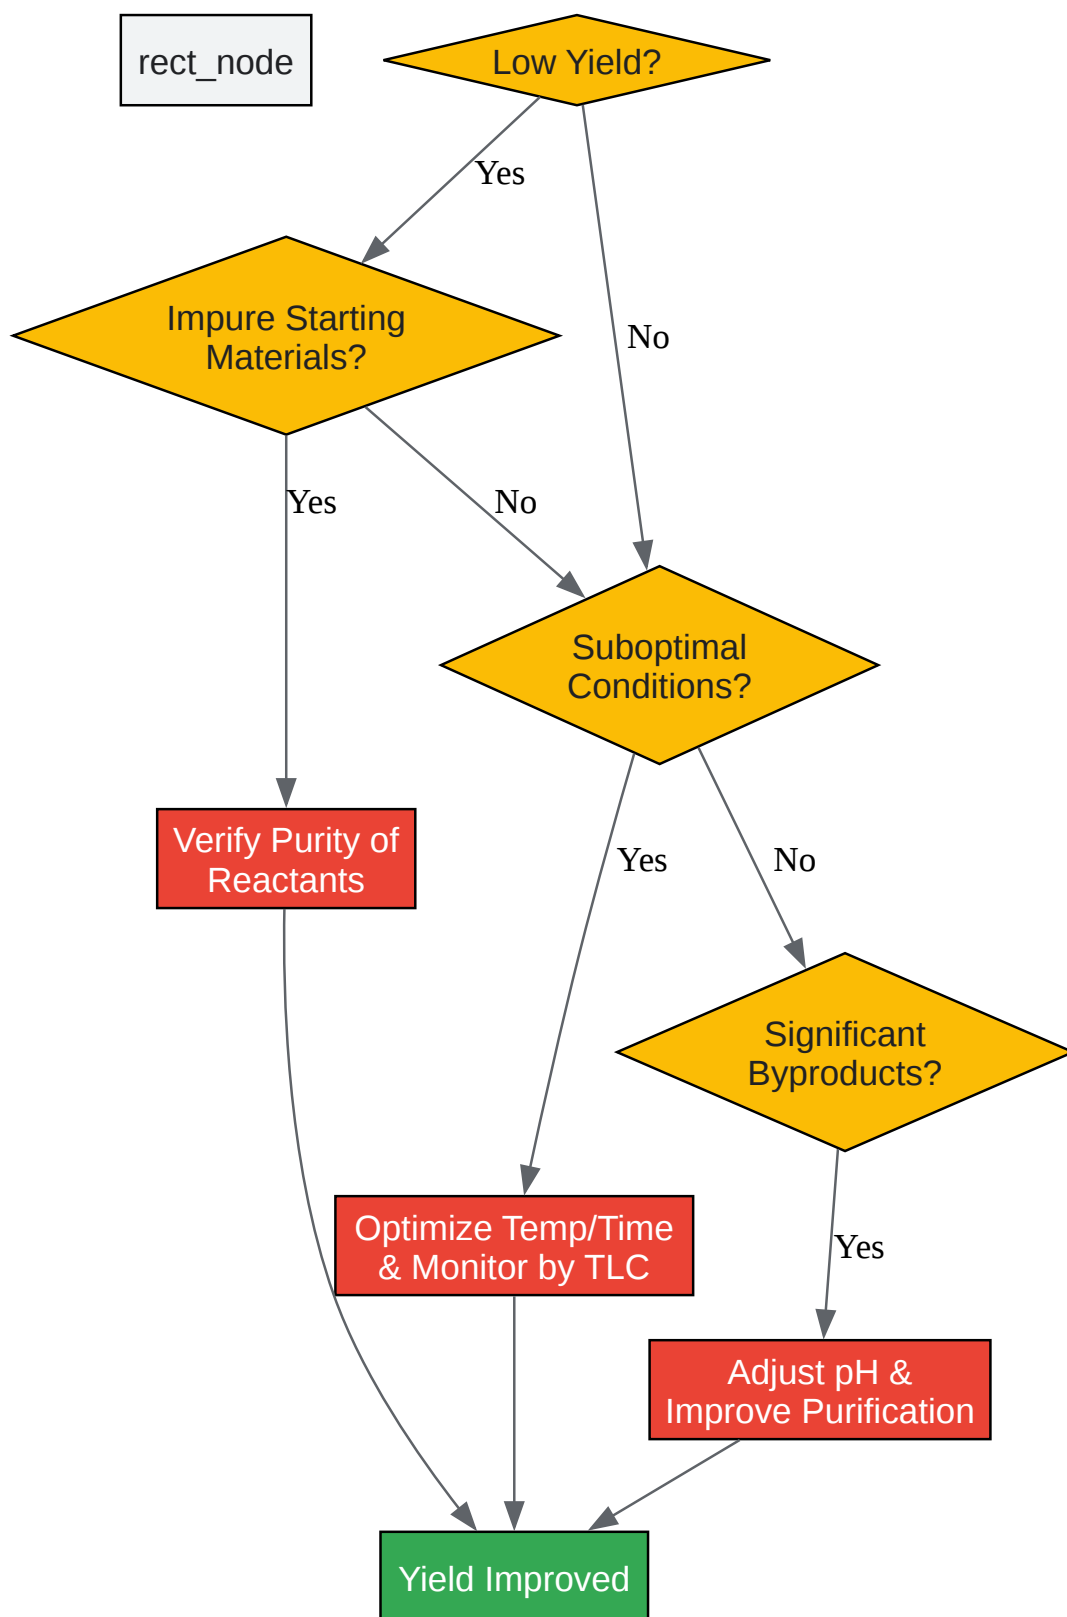 rect_node
Low Yield?
Yes
Impure Starting
Materials?
No
Yes
No
Suboptimal
Conditions?
Verify Purity of
Reactants
Yes
No
Significant
Byproducts?
Optimize Temp/Time
& Monitor by TLC
Yes
Adjust pH &
Improve Purification
Yield Improved